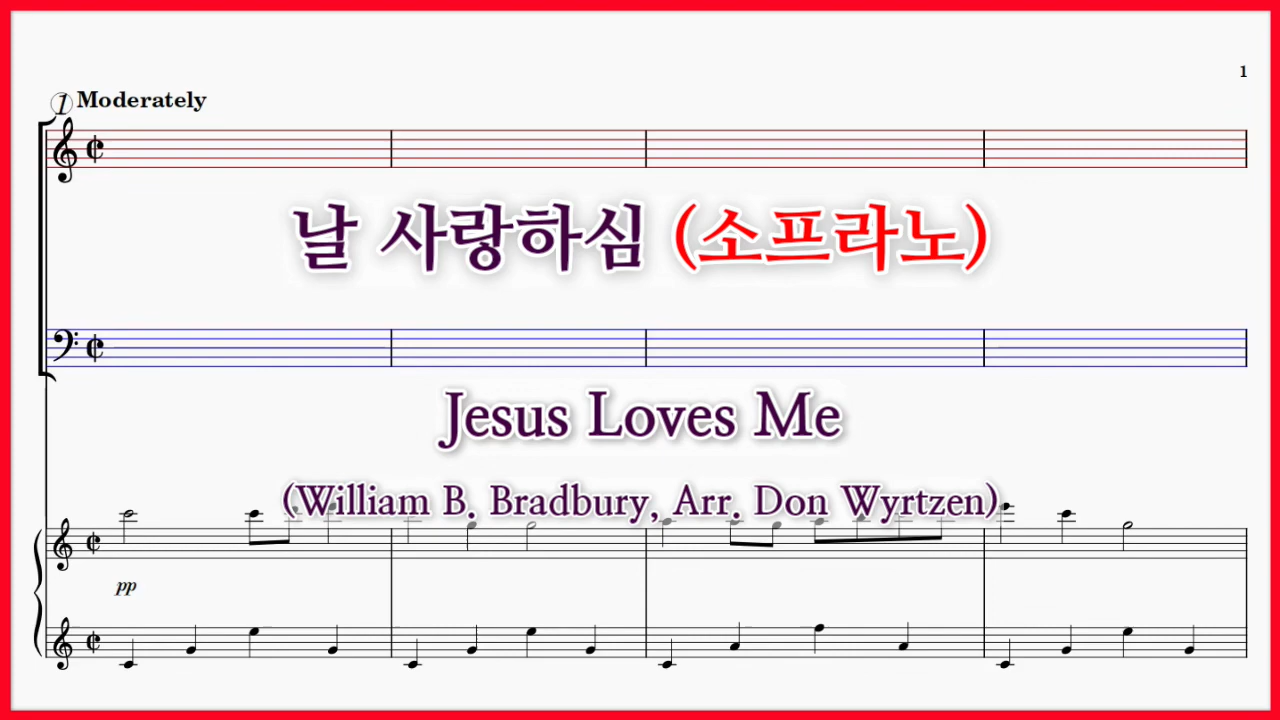 1
1 Moderately
날 사랑하심 (소프라노)
Jesus Loves Me
(William B. Bradbury, Arr. Don Wyrtzen)
pp